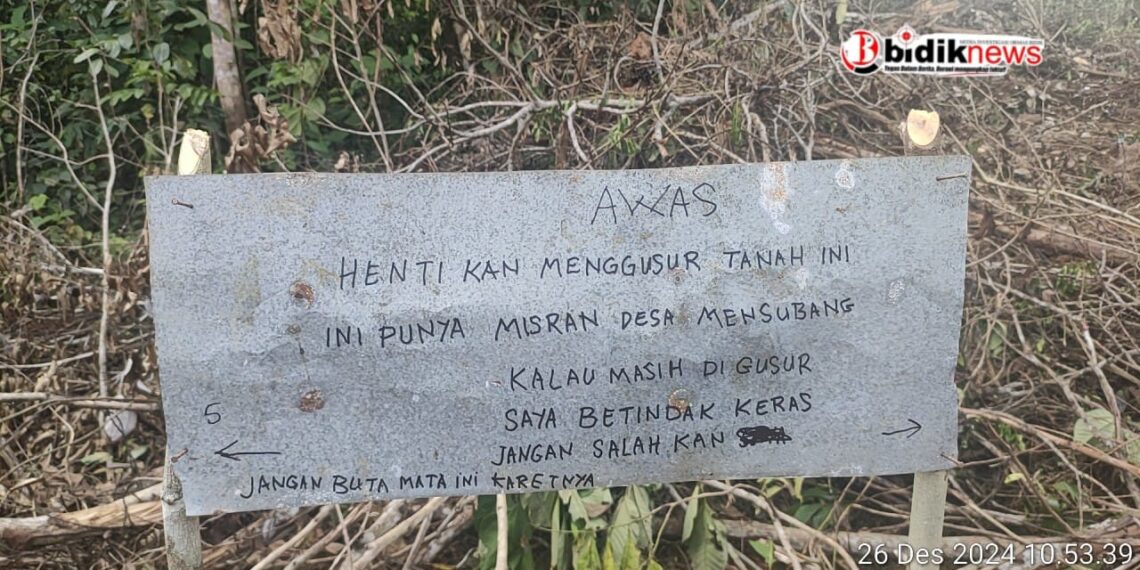 bidiknews
AWAS
HENTI KAN MENGGUSUR TANAH INI
INI PUNYA MISRAN DESA MENSUBANG
KALAU MASIH DI GUSUR
SAYA BETINDAK KERAS
5
JANGAN SALAH KAN
JANGAN BUTA MATA INI KARETNYA
26 Des 2024 10.53.39